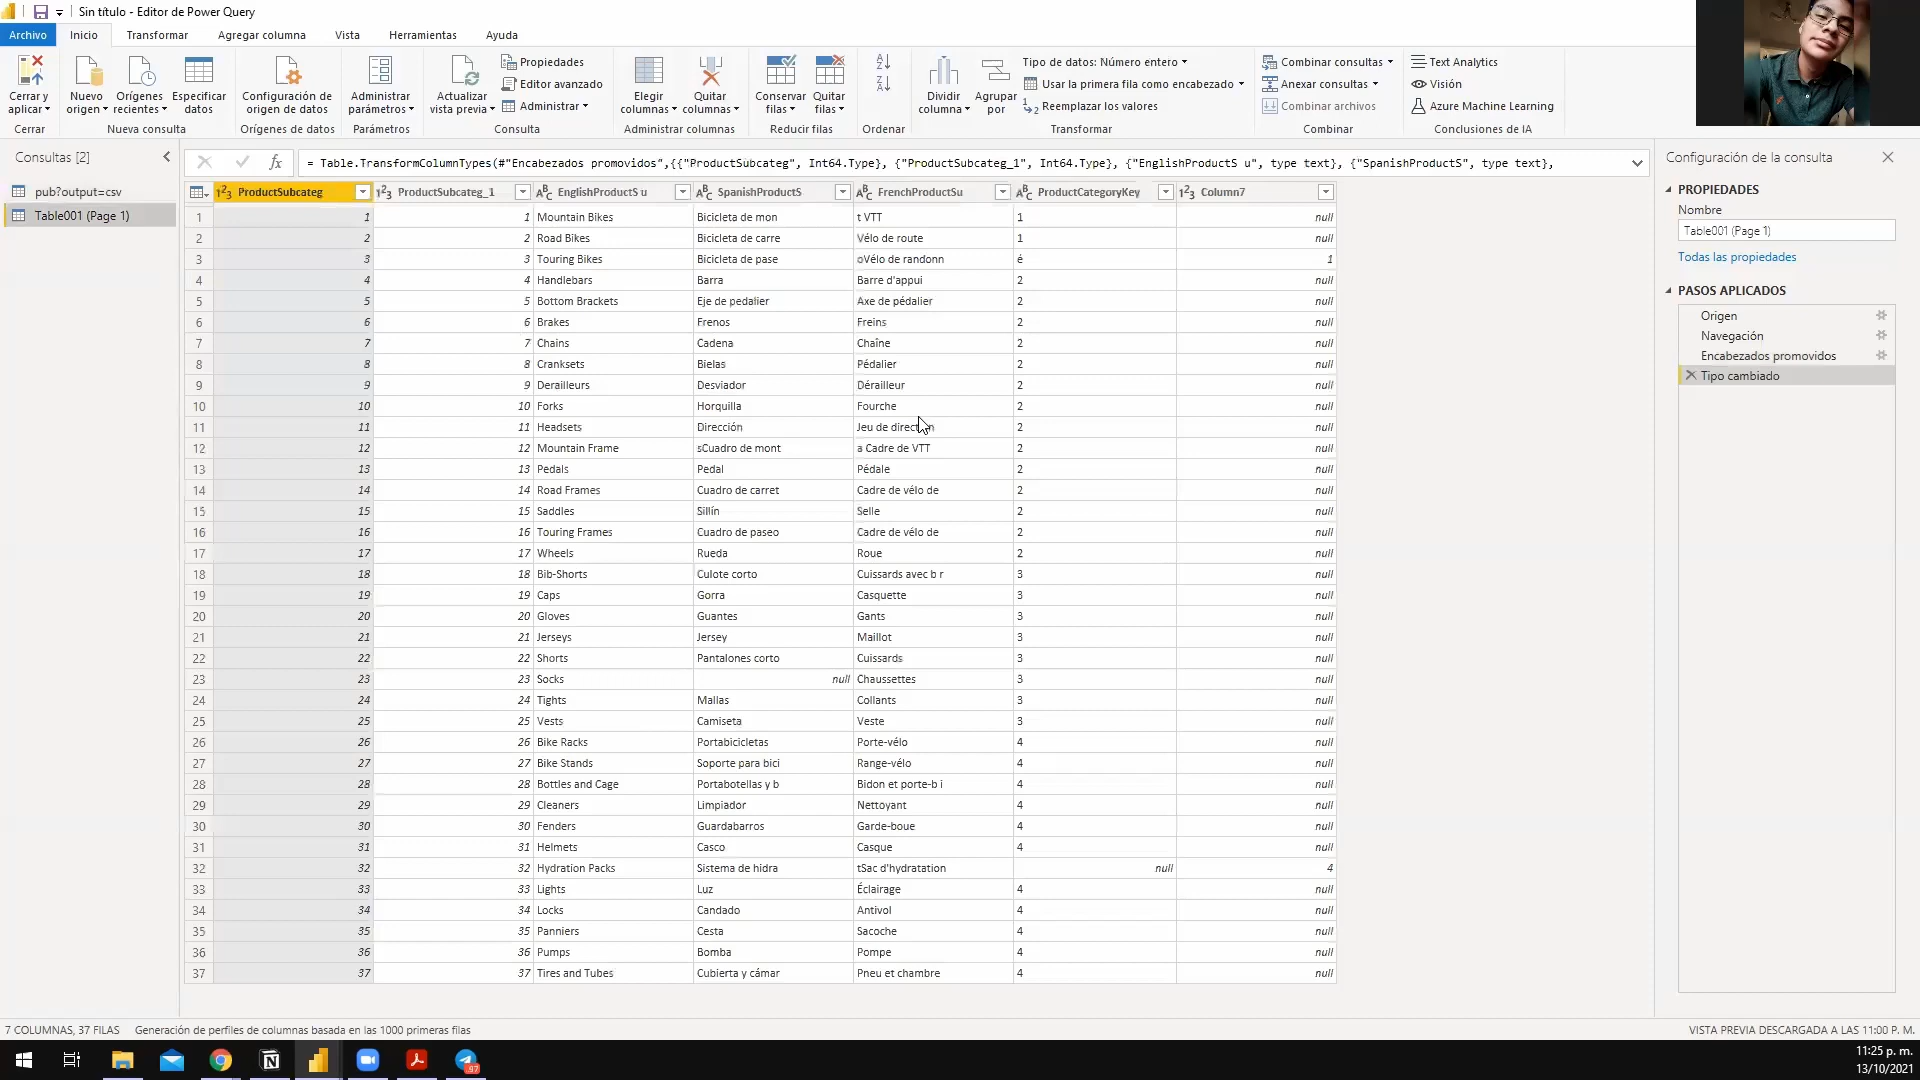 Sin título - Editor de Power Query
Archivo Inicio Transformar Agregar columna Vista Herramientas Ayuda
Cerrar y aplicar
Nuevo origen
Orígenes recientes
Especificar datos
Configuración de origen de datos
Administrar parámetros
Actualizar vista previa
Propiedades
Editor avanzado
Administrar
Elegir columnas
Quitar columnas
Conservar filas
Quitar filas
Dividir columna
Agrupar por
Tipo de datos: Número entero
Usar la primera fila como encabezado
Reemplazar los valores
Combinar consultas
Anexar consultas
Combinar archivos
Text Analytics
Visión
Azure Machine Learning
Cerrar Nueva consulta Orígenes de datos Parámetros Consulta Administrar columnas Reducir filas Ordenar Transformar Combinar Conclusiones de IA
Consultas [2]
pub?output=csv
Table001 (Page 1)
= Table.TransformColumnTypes(#"Encabezados promovidos",{{"ProductSubcateg", Int64.Type}, {"ProductSubcateg_1", Int64.Type}, {"EnglishProductS u", type text}, {"SpanishProductS", type text},
ProductSubcateg ProductSubcateg_1 EnglishProductS u SpanishProductS FrenchProductSu ProductCategoryKey Column7
1 1 1 Mountain Bikes Bicicleta de mon t VTT 1 null
2 2 2 Road Bikes Bicicleta de carre Vélo de route 1 null
3 3 3 Touring Bikes Bicicleta de pase oVélo de randonn é 1
4 4 4 Handlebars Barra Barre d'appui 2 null
5 5 5 Bottom Brackets Eje de pedalier Axe de pédalier 2 null
6 6 6 Brakes Frenos Freins 2 null
7 7 7 Chains Cadena Chaîne 2 null
8 8 8 Cranksets Bielas Pédalier 2 null
9 9 9 Derailleurs Desviador Dérailleur 2 null
10 10 10 Forks Horquilla Fourche 2 null
11 11 11 Headsets Dirección Jeu de direction 2 null
12 12 12 Mountain Frame sCuadro de mont a Cadre de VTT 2 null
13 13 13 Pedals Pedal Pédale 2 null
14 14 14 Road Frames Cuadro de carret Cadre de vélo de 2 null
15 15 15 Saddles Sillín Selle 2 null
16 16 16 Touring Frames Cuadro de paseo Cadre de vélo de 2 null
17 17 17 Wheels Rueda Roue 2 null
18 18 18 Bib-Shorts Culote corto Cuissards avec b r 3 null
19 19 19 Caps Gorra Casquette 3 null
20 20 20 Gloves Guantes Gants 3 null
21 21 21 Jerseys Jersey Maillot 3 null
22 22 22 Shorts Pantalones corto Cuissards 3 null
23 23 23 Socks null Chaussettes 3 null
24 24 24 Tights Mallas Collants 3 null
25 25 25 Vests Camiseta Veste 3 null
26 26 26 Bike Racks Portabicicletas Porte-vélo 4 null
27 27 27 Bike Stands Soporte para bici Range-vélo 4 null
28 28 28 Bottles and Cage Portabotellas y b Bidon et porte-b i 4 null
29 29 29 Cleaners Limpiador Nettoyant 4 null
30 30 30 Fenders Guardabarros Garde-boue 4 null
31 31 31 Helmets Casco Casque 4 null
32 32 32 Hydration Packs Sistema de hidra tSac d'hydratation null 4
33 33 33 Lights Luz Éclairage 4 null
34 34 34 Locks Candado Antivol 4 null
35 35 35 Panniers Cesta Sacoche 4 null
36 36 36 Pumps Bomba Pompe 4 null
37 37 37 Tires and Tubes Cubierta y cámar Pneu et chambre 4 null
Configuración de la consulta
PROPIEDADES
Nombre
Table001 (Page 1)
Todas las propiedades
PASOS APLICADOS
Origen
Navegación
Encabezados promovidos
Tipo cambiado
7 COLUMNAS, 37 FILAS Generación de perfiles de columnas basada en las 1000 primeras filas VISTA PREVIA DESCARGADA A LAS 11:00 P. M.
97
11:25 p. m.
13/10/2021